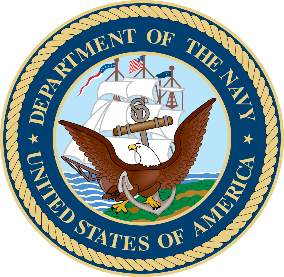 DEPARTMENT OF THE NAVY
UNITED STATES OF AMERICA